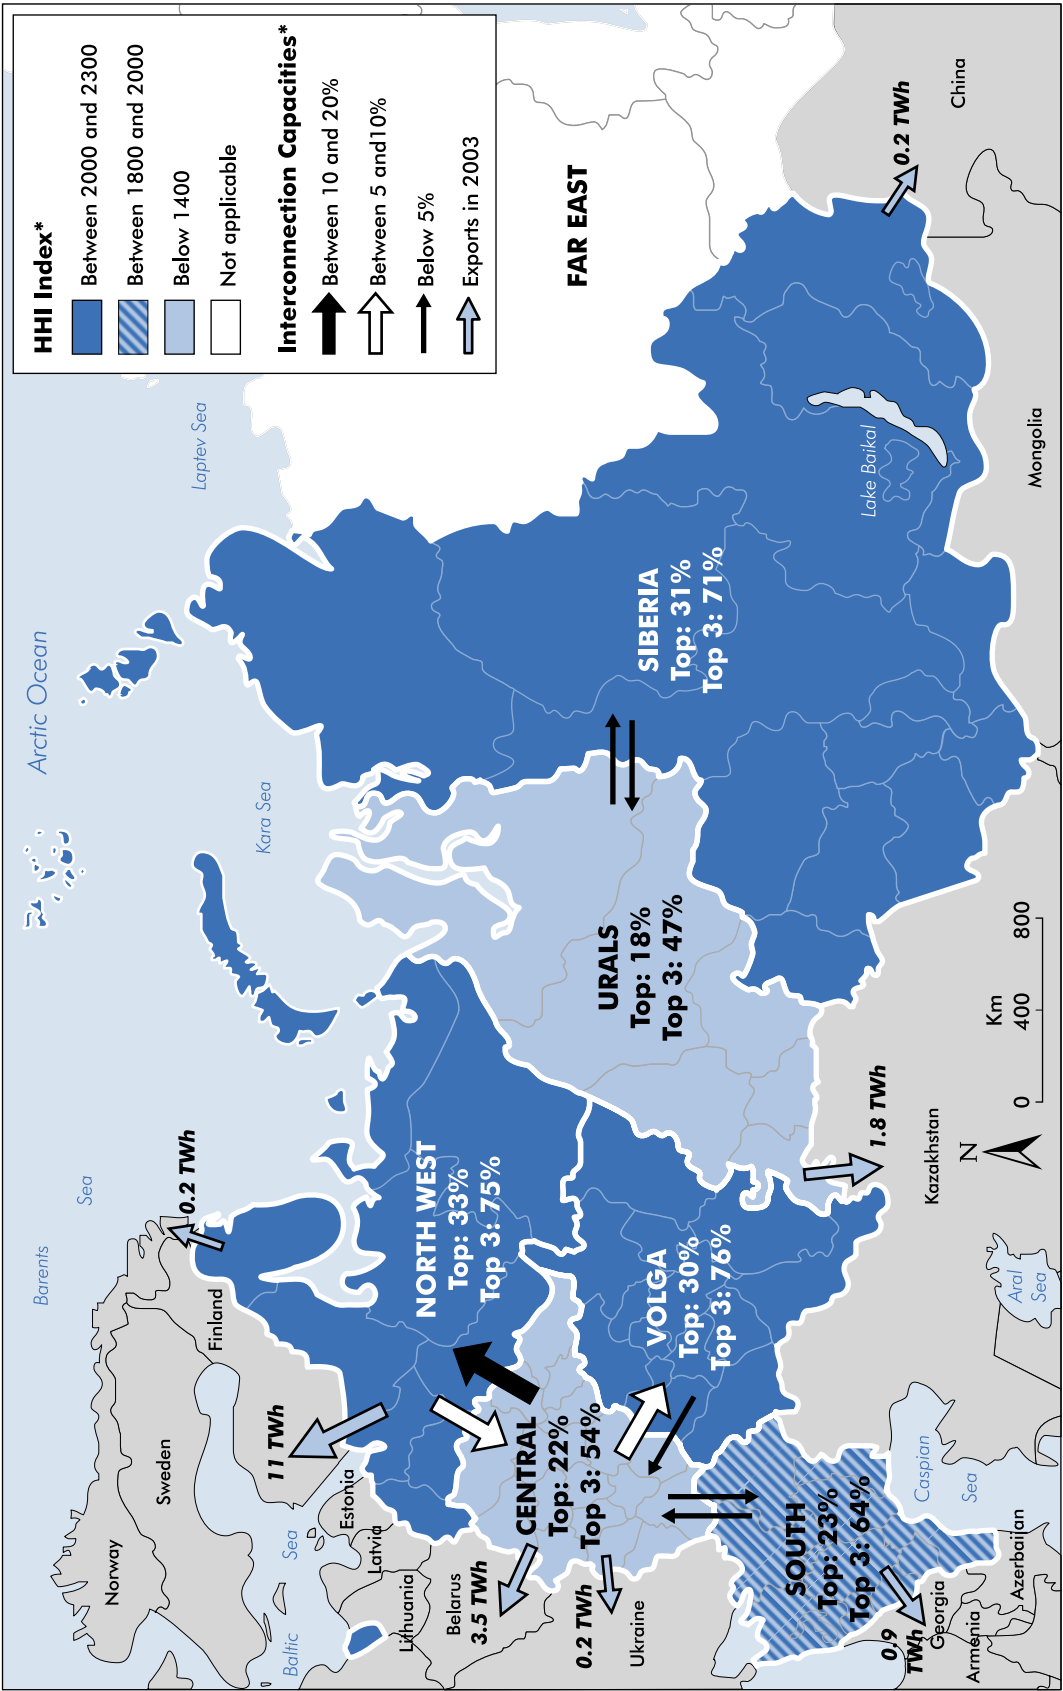 HHI Index*
Between 2000 and 2300
Between 1800 and 2000
Below 1400
Not applicable
Interconnection Capacities*
Between 10 and 20%
Between 5 and10%
Below 5%
Exports in 2003
Arctic Ocean
Laptev Sea
Kara Sea
Barents
Sea
Baltic
Sea
Norway
Sweden
Finland
Estonia
Latvia
Lithuania
Belarus
Ukraine
0.2 TWh
11 TWh
3.5 TWh
0.2 TWh
0.9
TWh
1.8 TWh
0.2 TWh
FAR EAST
SIBERIA
Top: 31%
Top 3: 71%
URALS
Top: 18%
Top 3: 47%
NORTH WEST
Top: 33%
Top 3: 75%
VOLGA
Top: 30%
Top 3: 76%
CENTRAL
Top: 22%
Top 3: 54%
SOUTH
Top: 23%
Top 3: 64%
Lake Baikal
Georgia
Armenia
Azerbaijan
Caspian
Sea
Aral
Sea
Kazakhstan
Mongolia
China
N
Km
0 400 800